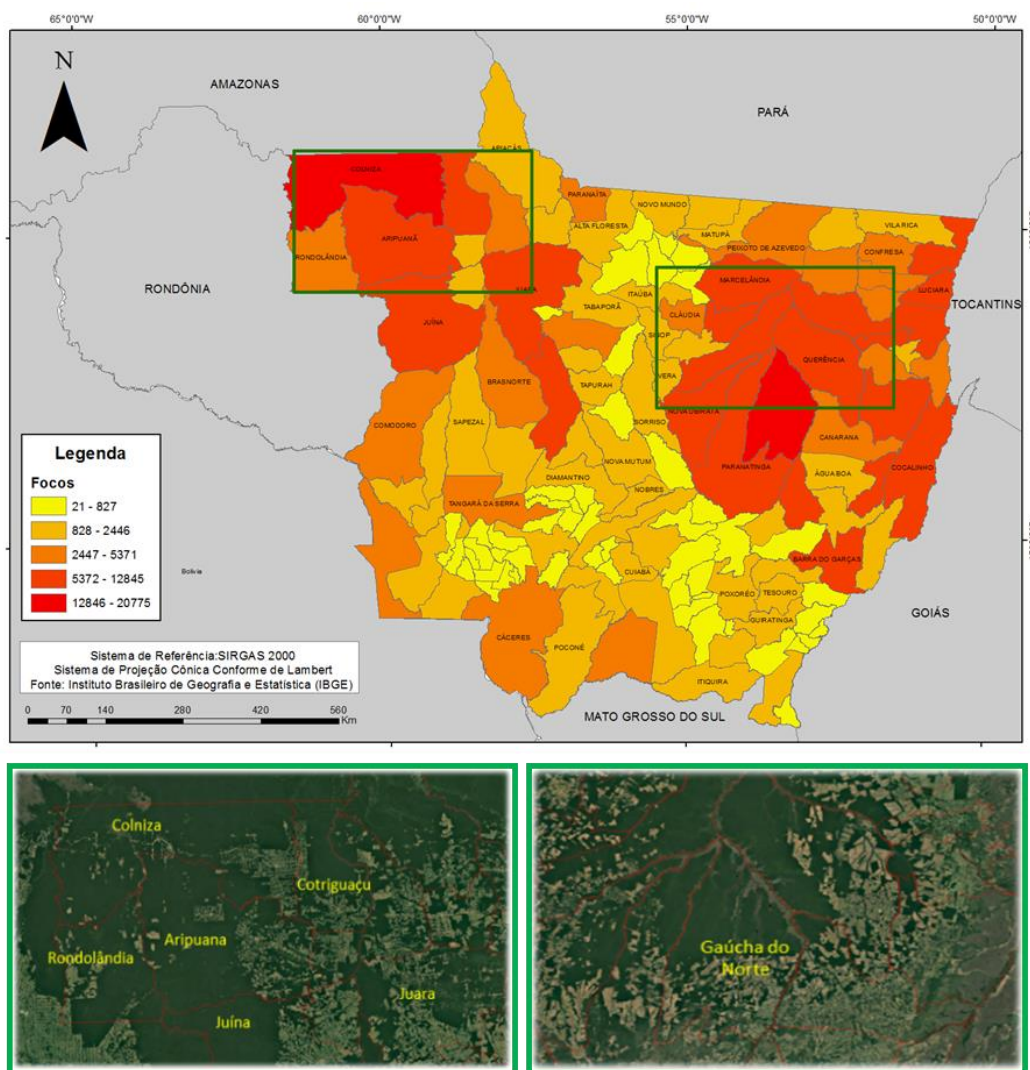 65°0'0"W 60°0'0"W 55°0'0"W 50°0'0"W
N
AMAZONAS
PARÁ
APIACÁS
COLNIZA
PARANAÍTA
NOVO MUNDO
ALTA FLORESTA
VILA RICA
MATUPÁ
ARIPUANÃ
PEIXOTO DE AZEVEDO
CONFRESA
RONDOLÂNDIA
MARCELÂNDIA
RONDÔNIA
JUARA
ITAÚBA
LUCIARA
TABAPORÃ
CLÁUDIA
TOCANTINS
JUÍNA
SINOP
QUERÊNCIA
BRASNORTE
TAPURAH
VERA
NOVA UBIRATÃ
COMODORO
SAPEZAL
SORRISO
CANARANA
NOVA MUTUM
PARANATINGA
COCALINHO
DIAMANTINO
ÁGUA BOA
NOBRES
TANGARÁ DA SERRA
BARRA DO GARÇAS
Bolívia
CUIABÁ
POXORÉO
TESOURO
GOIÁS
GUIRATINGA
CÁCERES
POCONÉ
ITIQUIRA
MATO GROSSO DO SUL
Legenda
Focos
21 - 827
828 - 2446
2447 - 5371
5372 - 12845
12846 - 20775
Sistema de Referência:SIRGAS 2000
Sistema de Projeção Cônica Conforme de Lambert
Fonte: Instituto Brasileiro de Geografia e Estatística (IBGE)
0 70 140 280 420 560
Km
Colniza
Cotriguaçu
Aripuana
Rondolândia
Juara
Juína
Gaúcha do
Norte